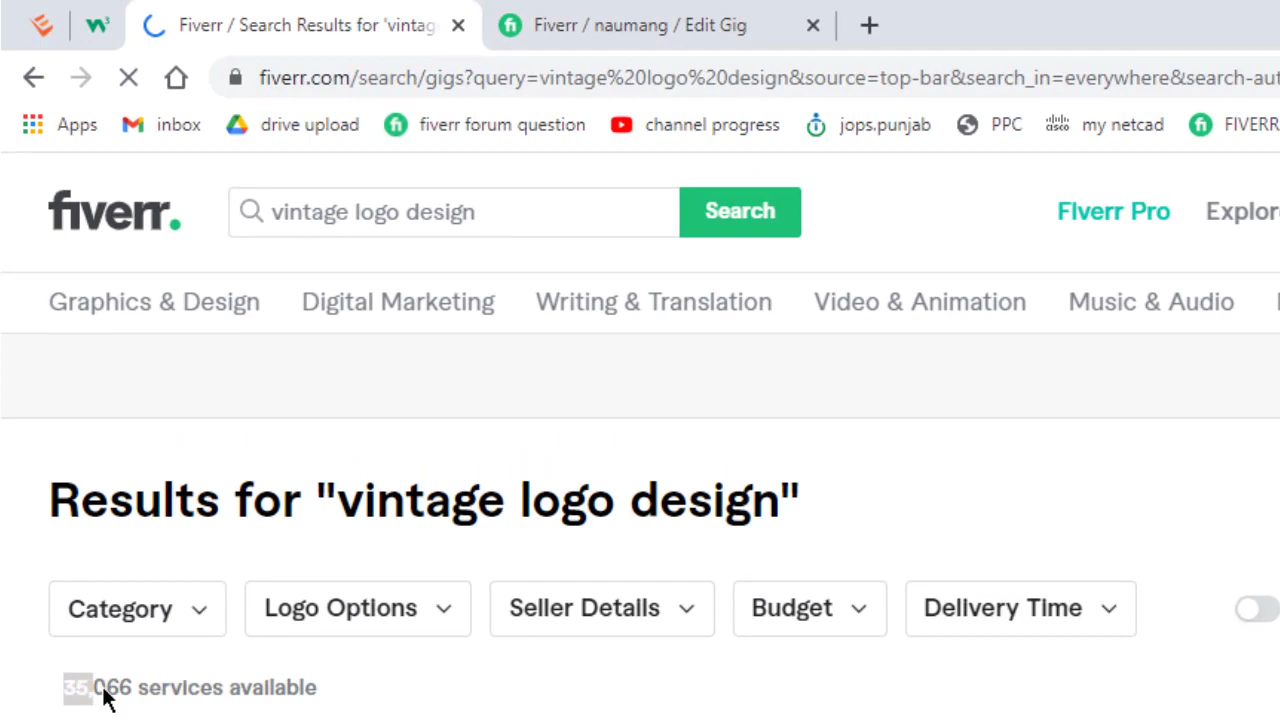 Fiverr / Search Results for 'vintag
Fiverr / naumang / Edit Gig
fiverr.com/search/gigs?query=vintage%20logo%20design&source=top-bar&search_in=everywhere&search-aut
Apps inbox drive upload fiverr forum question channel progress jops.punjab PPC my netcad FIVERR
fiverr. vintage logo design Search Fiverr Pro Explor
Graphics & Design Digital Marketing Writing & Translation Video & Animation Music & Audio
Results for "vintage logo design"
Category Logo Options Seller Details Budget Delivery Time
35,066 services available